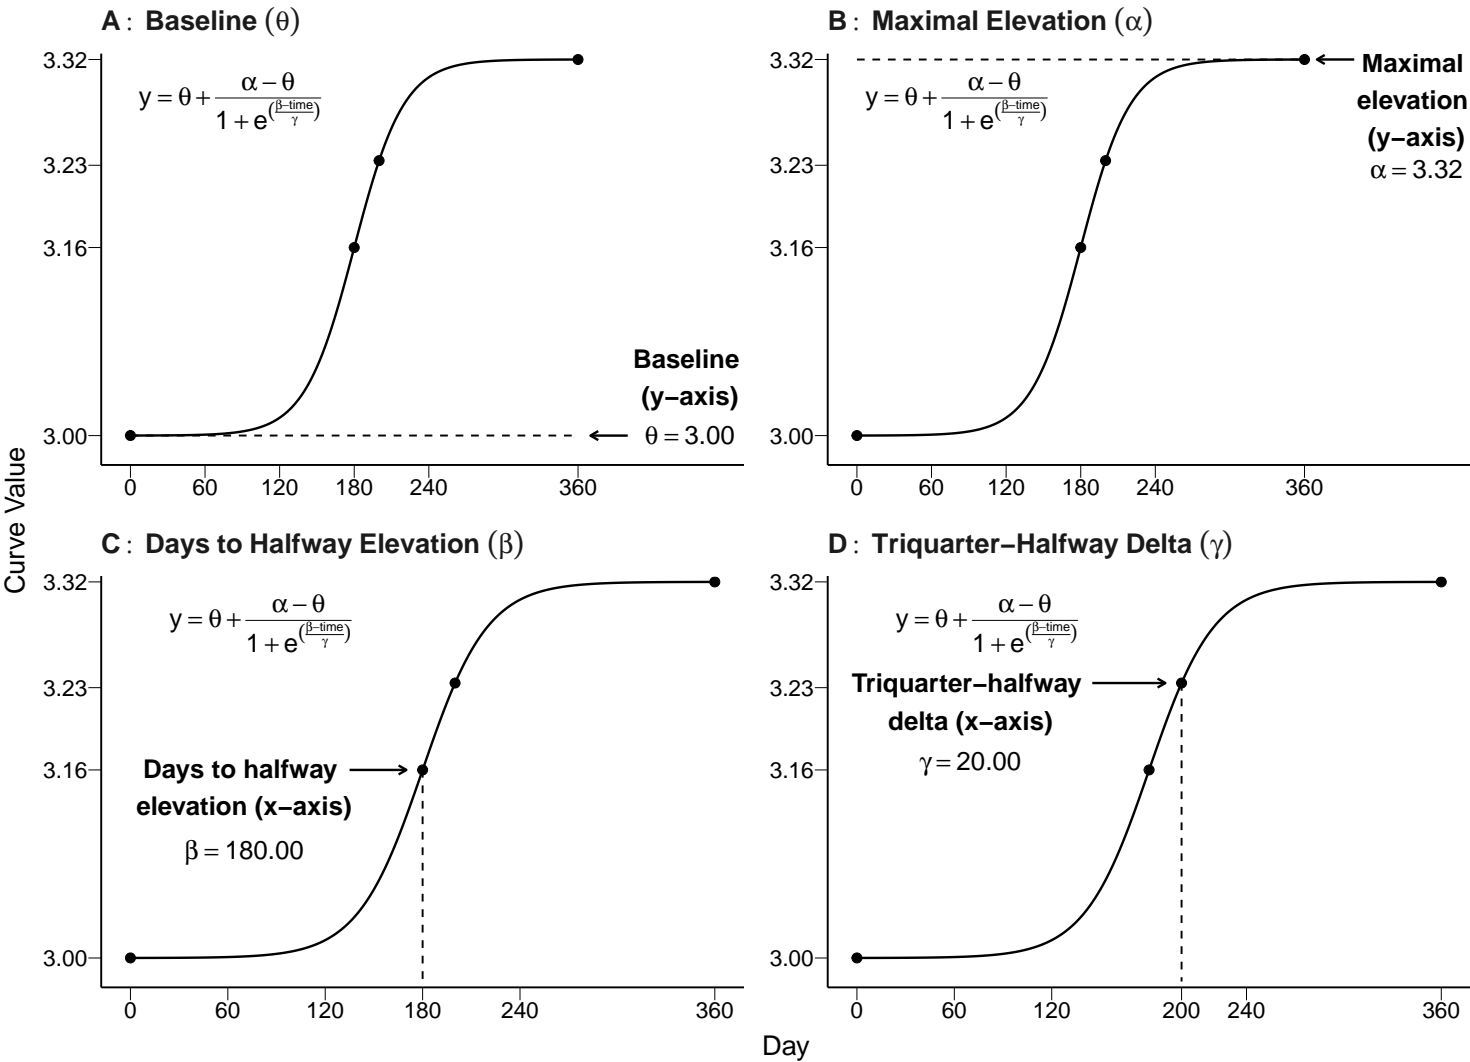 A : Baseline (θ)
3.32
3.23
3.16
3.00
y = θ + α – θ / 1 + e^(β–time / γ)
Baseline
(y–axis)
θ = 3.00
0 60 120 180 240 360
B : Maximal Elevation (α)
3.32
3.23
3.16
3.00
y = θ + α – θ / 1 + e^(β–time / γ)
Maximal
elevation
(y–axis)
α = 3.32
0 60 120 180 240 360
Curve Value
C : Days to Halfway Elevation (β)
3.32
3.23
3.16
3.00
y = θ + α – θ / 1 + e^(β–time / γ)
Days to halfway
elevation (x–axis)
β = 180.00
0 60 120 180 240 360
D : Triquarter–Halfway Delta (γ)
3.32
3.23
3.16
3.00
y = θ + α – θ / 1 + e^(β–time / γ)
Triquarter–halfway
delta (x–axis)
γ = 20.00
0 60 120 200 240 360
Day